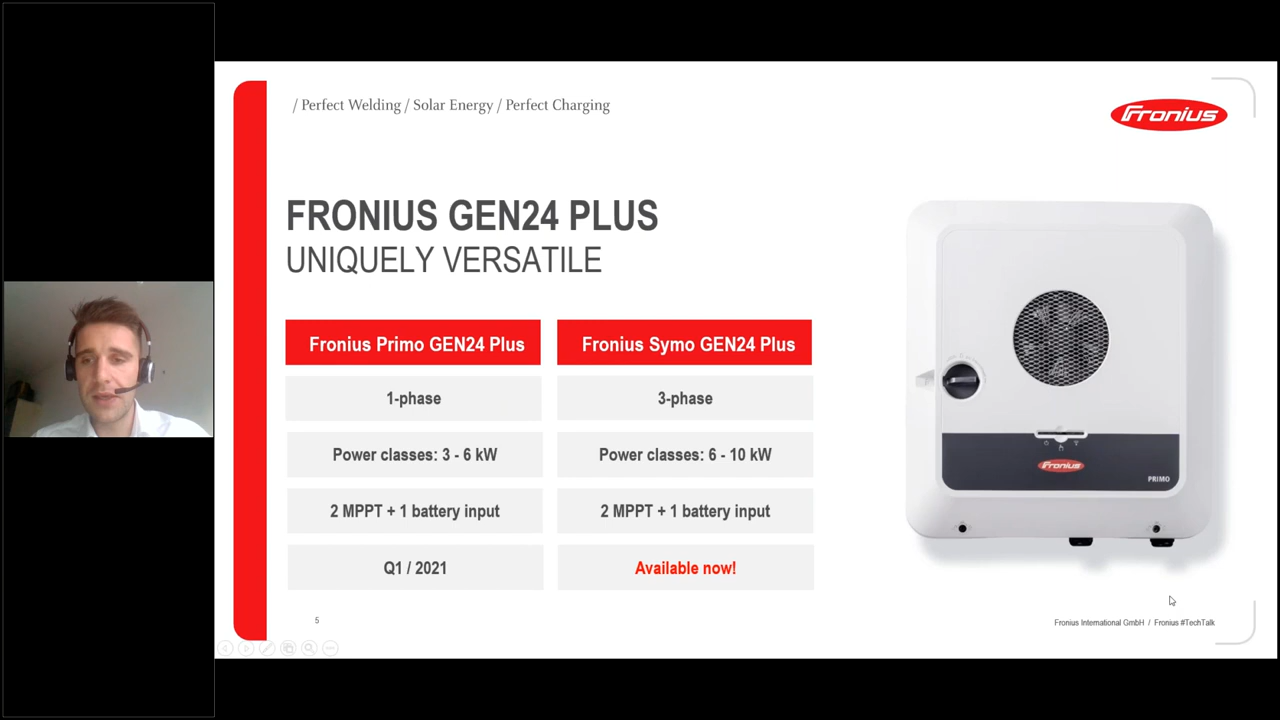 / Perfect Welding / Solar Energy / Perfect Charging
Fronius
FRONIUS GEN24 PLUS
UNIQUELY VERSATILE
Fronius Primo GEN24 Plus
Fronius Symo GEN24 Plus
1-phase
3-phase
Power classes: 3 - 6 kW
Power classes: 6 - 10 kW
2 MPPT + 1 battery input
2 MPPT + 1 battery input
Q1 / 2021
Available now!
Fronius
PRIMO
5
Fronius International GmbH / Fronius #TechTalk